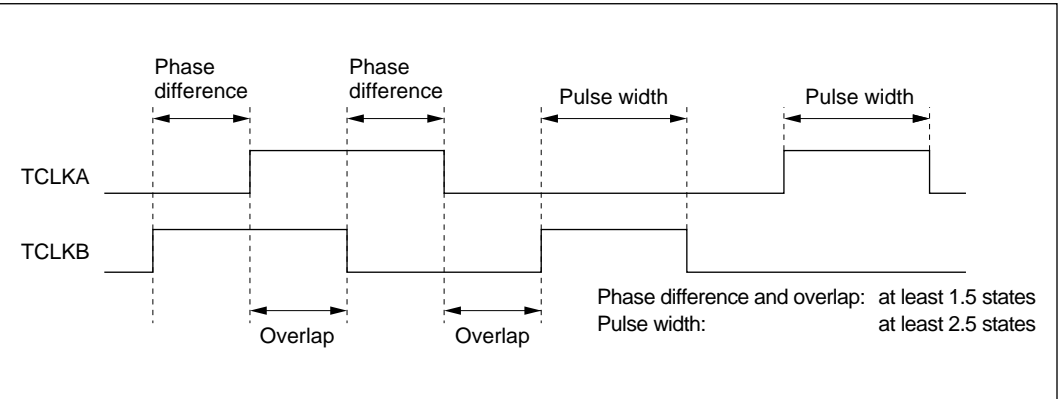 Phase
difference
Phase
difference
Pulse width
Pulse width
TCLKA
TCLKB
Overlap
Overlap
Phase difference and overlap: at least 1.5 states
Pulse width: at least 2.5 states